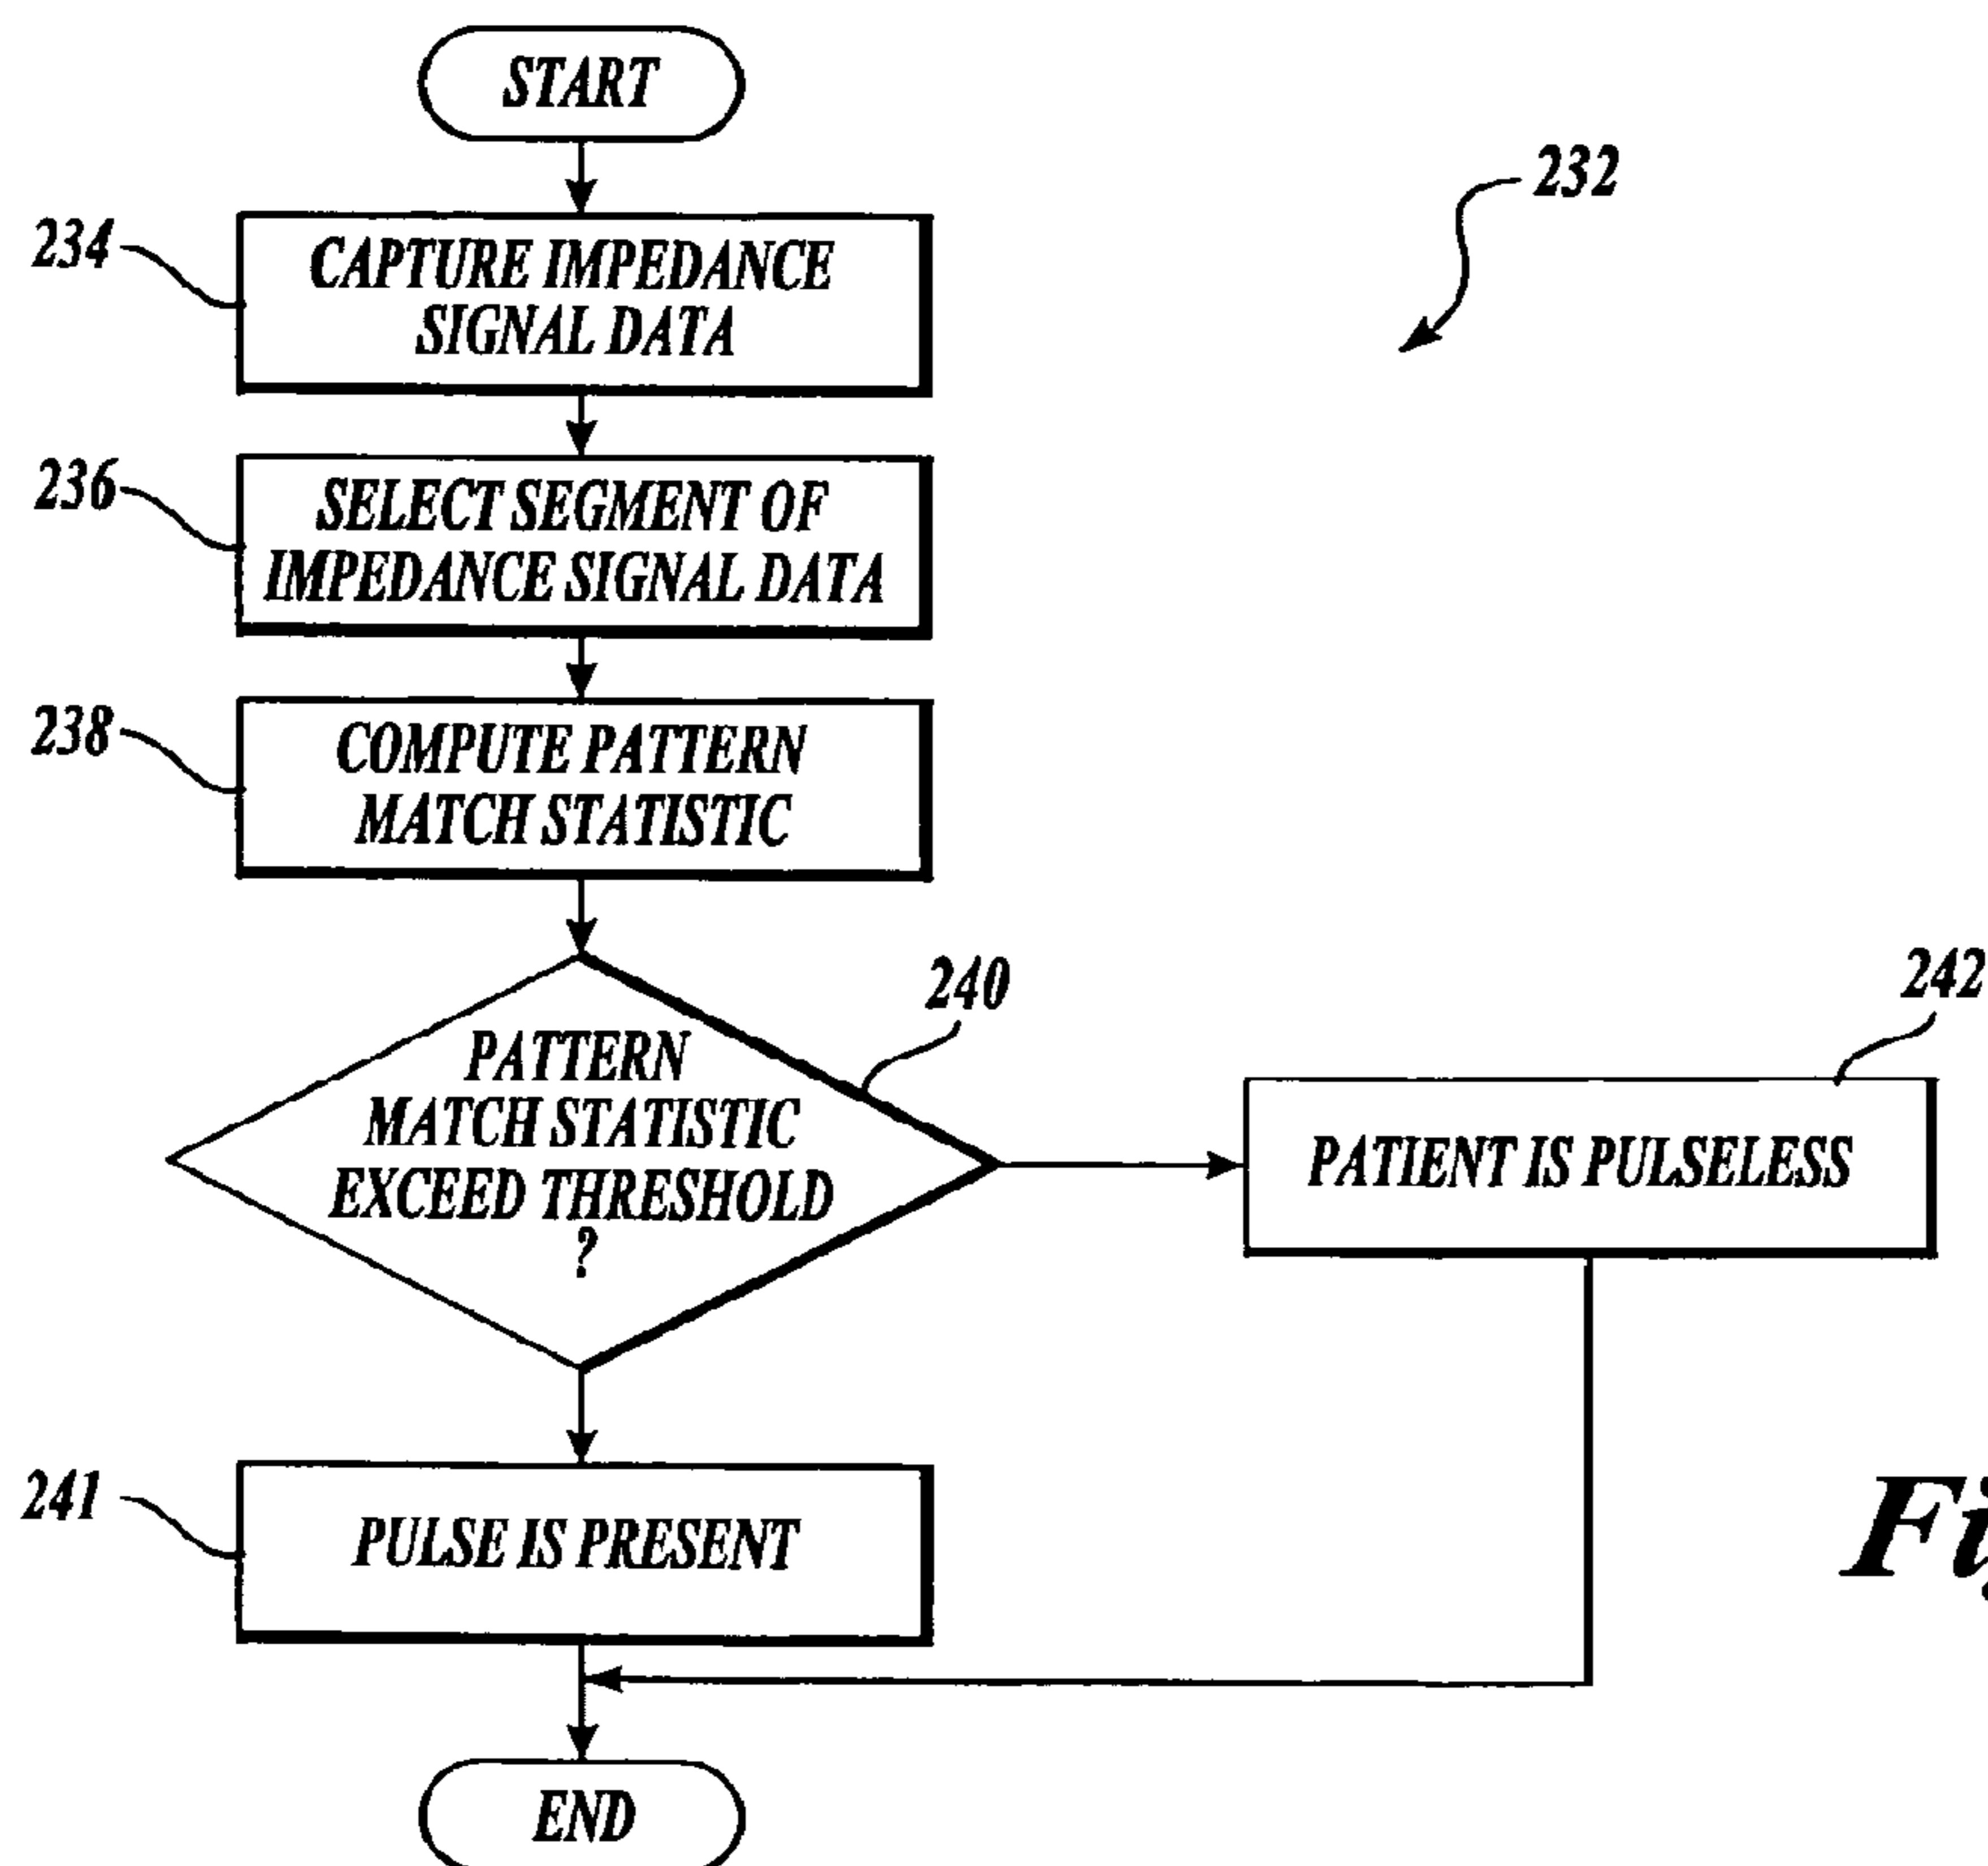 START
232
234
CAPTURE IMPEDANCE
SIGNAL DATA
236
SELECT SEGMENT OF
IMPEDANCE SIGNAL DATA
238
COMPUTE PATTERN
MATCH STATISTIC
240
242
PATTERN
MATCH STATISTIC
EXCEED THRESHOLD
?
PATIENT IS PULSELESS
241
PULSE IS PRESENT
END